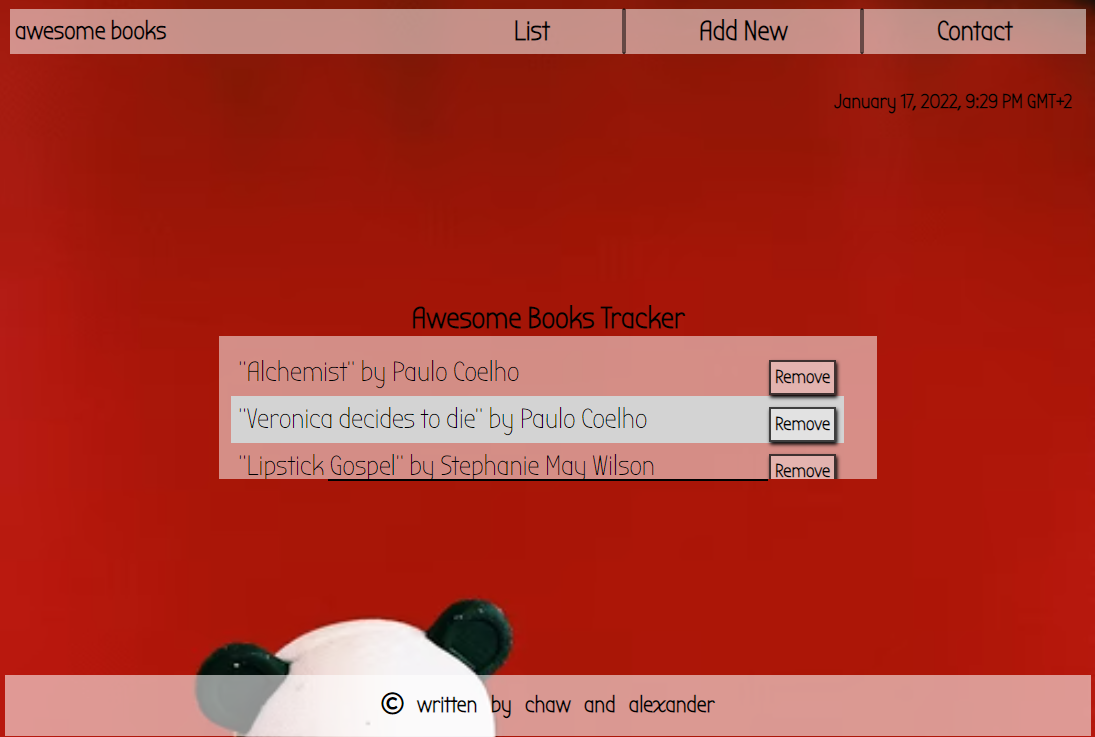 awesome books List Add New Contact
January 17, 2022, 9:29 PM GMT+2
Awesome Books Tracker
"Alchemist" by Paulo Coelho Remove
"Veronica decides to die" by Paulo Coelho Remove
"Lipstick Gospel" by Stephanie May Wilson Remove
© written by chaw and alexander